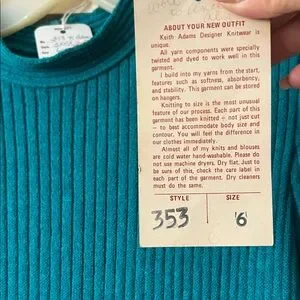 ABOUT YOUR NEW OUTFIT
Keith Adams Designer Knitwear is
unique.
All yarn components were specially
twisted and dyed to work well in this
garment.
I build into my yarns from the start,
features such as softness, absorbency,
and stability. This garment can be stored
on hangers.
Knitting to size is the most unusual
feature of our process. Each part of this
garment has been knitted — not just cut
— to best accommodate body size and
contour. You will feel the difference in
our clothes immediately.
Almost all of my knits and blouses
are cold water hand-washable. Please do
not use machine dryers. Dry flat. Just to
be sure of this, check the care label in
each part of the garment. Dry cleaners
must do the same.
STYLE SIZE
353 6